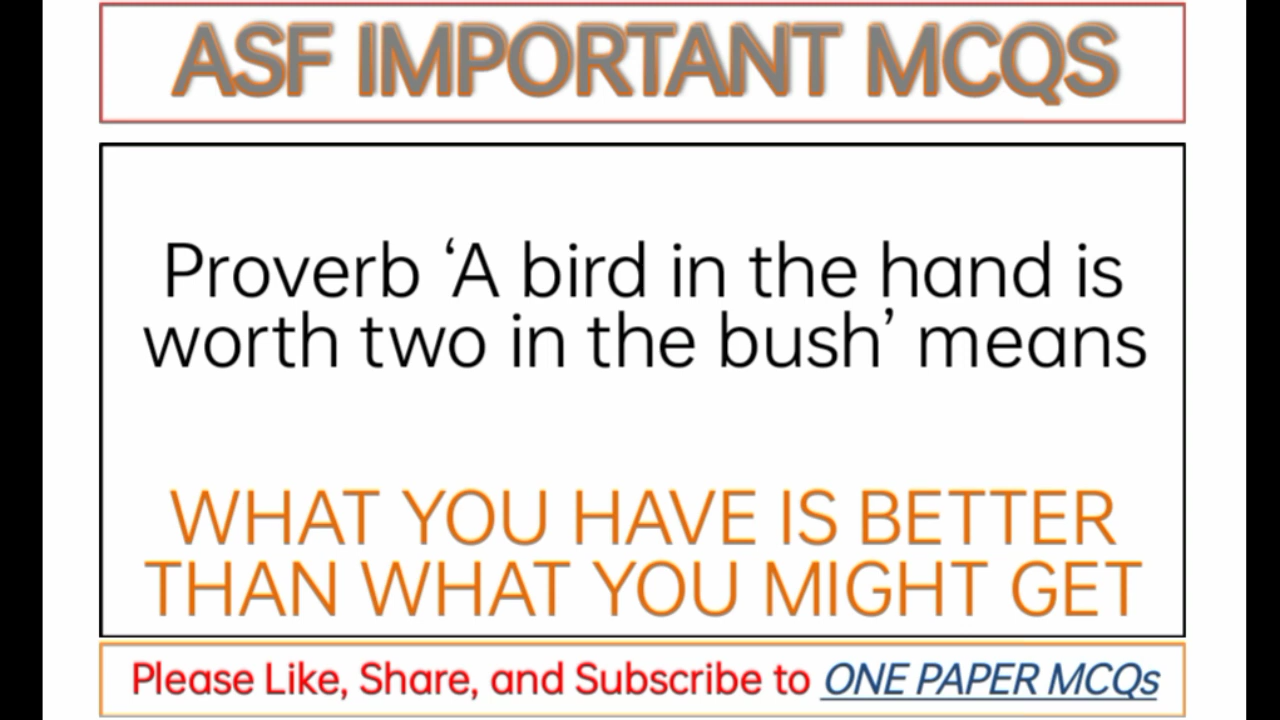 ASF IMPORTANT MCQS
Proverb ‘A bird in the hand is
worth two in the bush’ means
WHAT YOU HAVE IS BETTER
THAN WHAT YOU MIGHT GET
Please Like, Share, and Subscribe to ONE PAPER MCQs